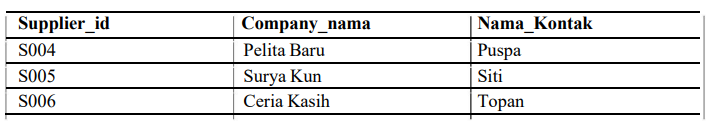 Supplier_id Company_nama Nama_Kontak
S004 Pelita Baru Puspa
S005 Surya Kun Siti
S006 Ceria Kasih Topan